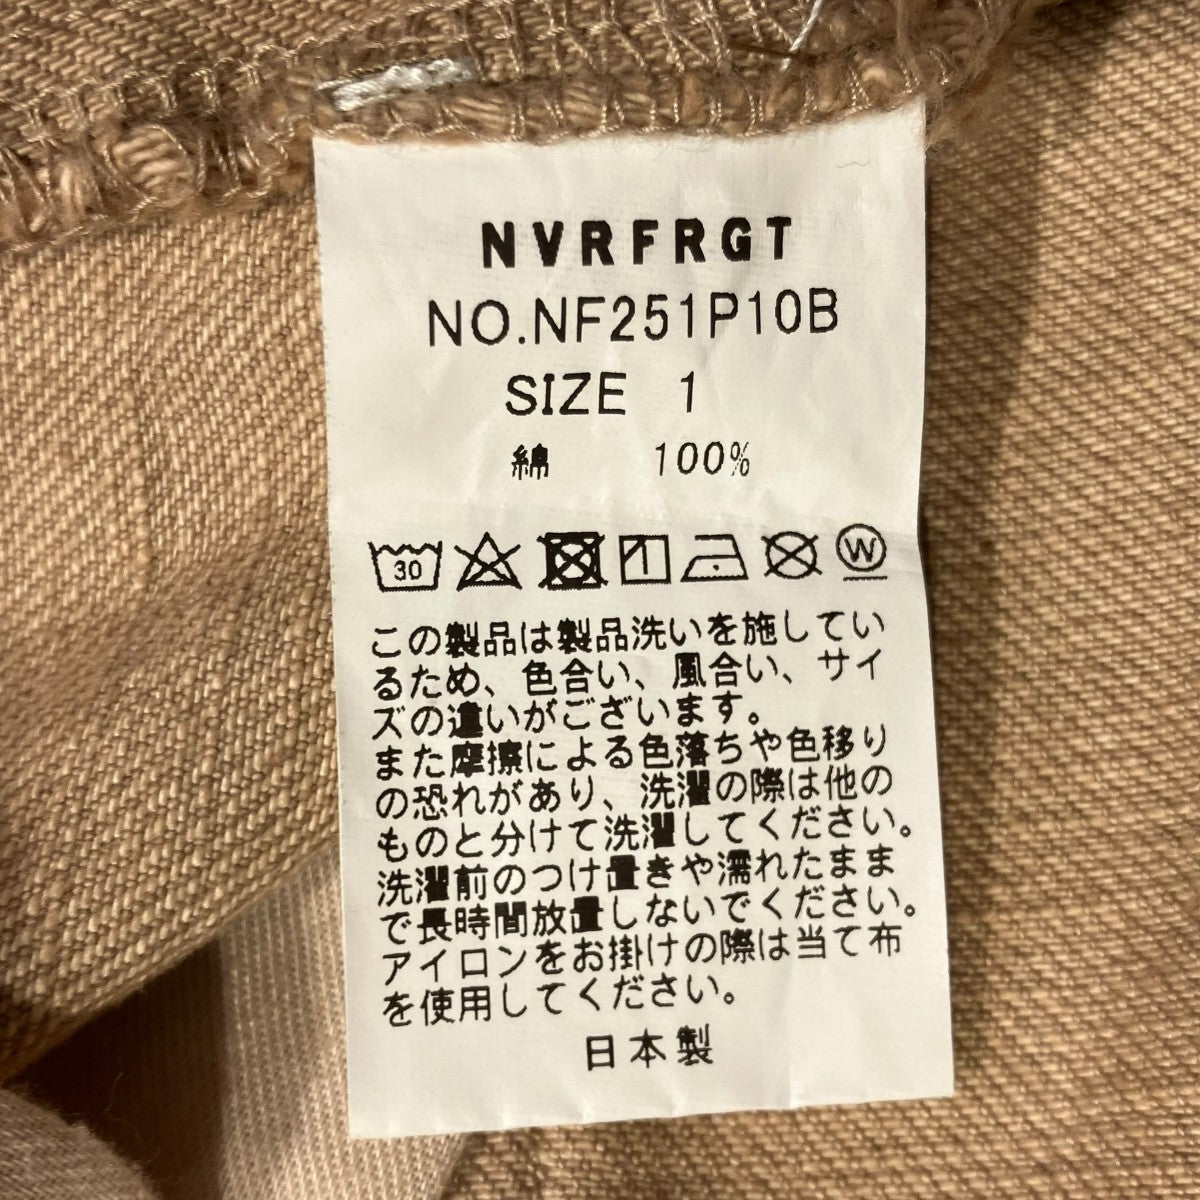 NVRFRGT
NO.NF251P10B
SIZE 1
綿 100%
30 W
この製品は製品洗いを施してい
るため、色合い、風合い、サイ
ズの違いがございます。
また摩擦による色落ちや色移り
の恐れがあり、洗濯の際は他の
ものと分けて洗濯してください。
洗濯前のつけ置きや濡れたまま
で長時間放置しないでください。
アイロンをお掛けの際は当て布
を使用してください。
日本製